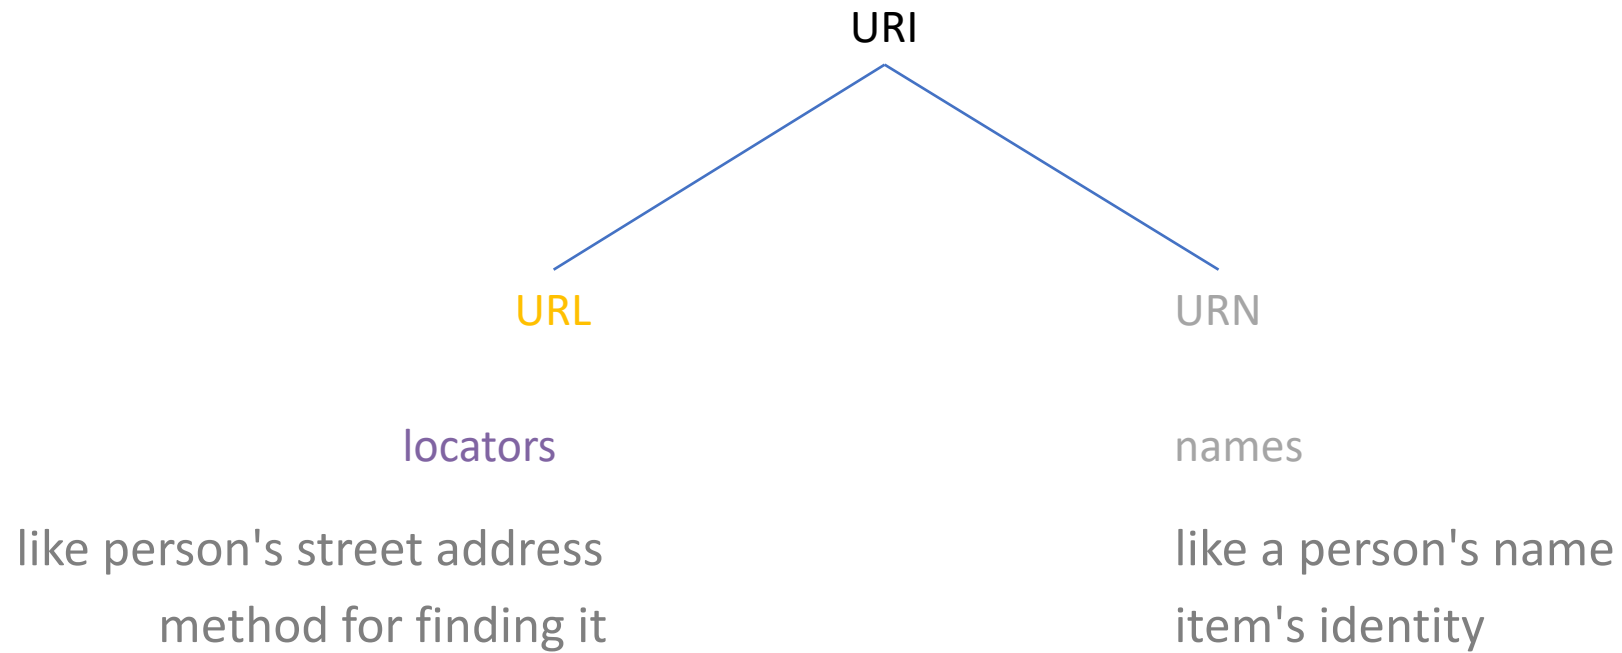 URI
URL
URN
locators
names
like person's street address
like a person's name
method for finding it
item's identity